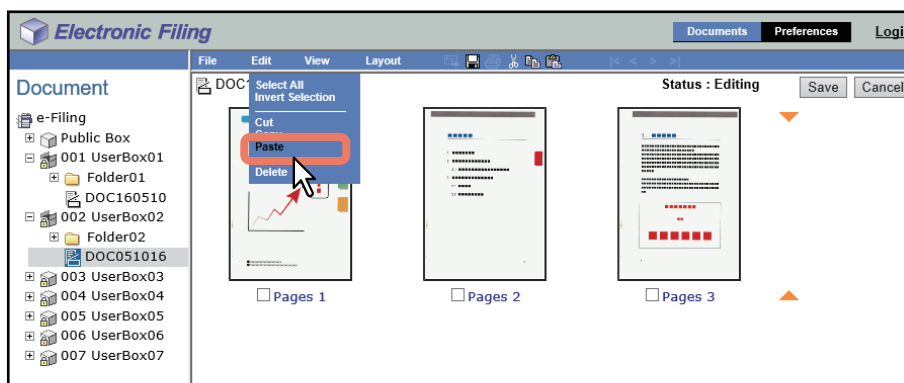 Electronic Filing
Documents
Preferences
File
Edit
View
Layout
|< < > >|
Document
Status : Editing
Save
Cancel
Select All
Invert Selection
Cut
Copy
Paste
Delete
e-Filing
Public Box
001 UserBox01
Folder01
DOC160510
002 UserBox02
Folder02
DOC051016
003 UserBox03
004 UserBox04
005 UserBox05
006 UserBox06
007 UserBox07
Pages 1
Pages 2
Pages 3